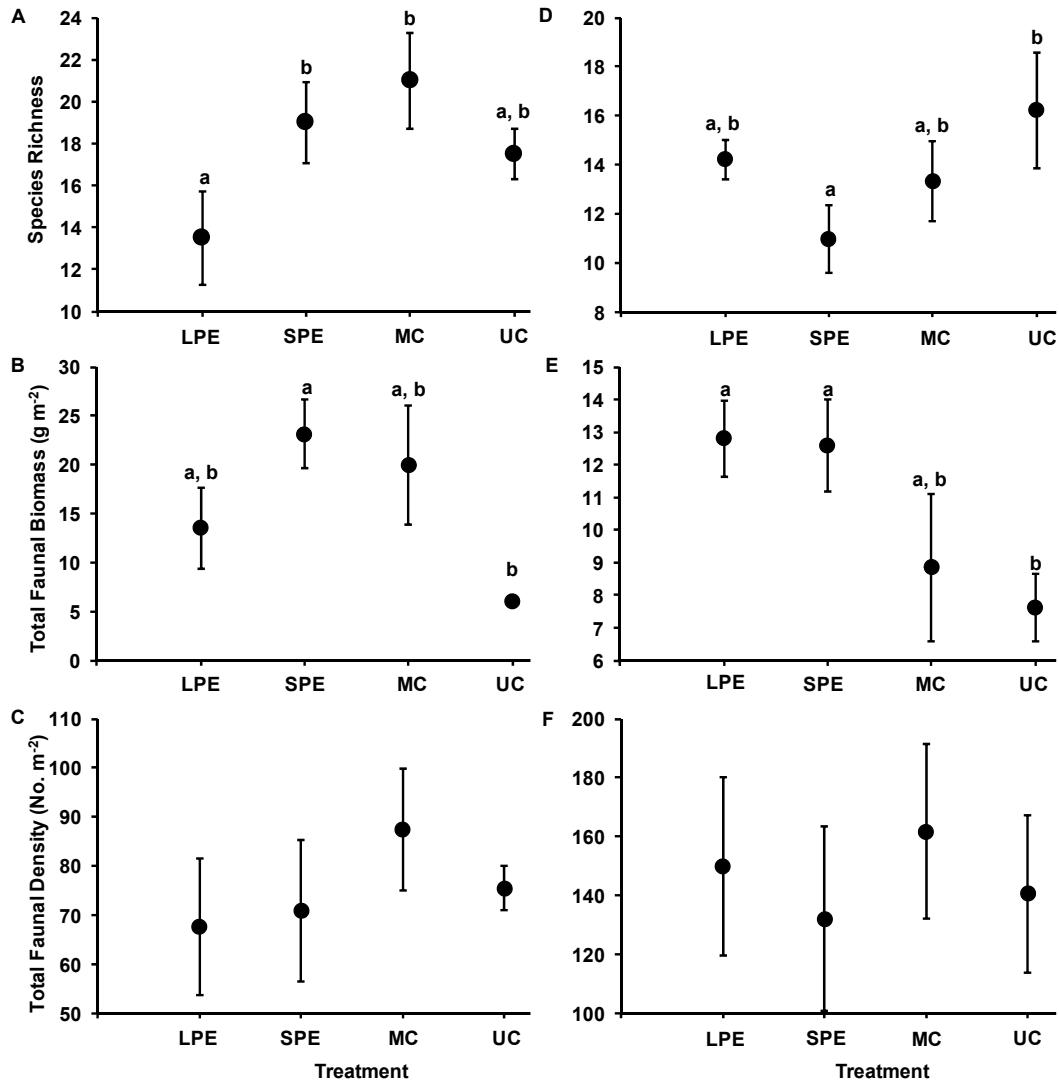 A
24
22
20
18
16
14
12
10
Species Richness
a
b
b
a, b
LPE SPE MC UC
D
20
18
16
14
12
10
8
a, b
a
a, b
b
LPE SPE MC UC
B
30
25
20
15
10
5
0
Total Faunal Biomass (g m-2)
a, b
a
a, b
b
LPE SPE MC UC
E
15
14
13
12
11
10
9
8
7
6
a
a
a, b
b
LPE SPE MC UC
C
110
100
90
80
70
60
50
Total Faunal Density (No. m-2)
LPE SPE MC UC
Treatment
F
200
180
160
140
120
100
LPE SPE MC UC
Treatment